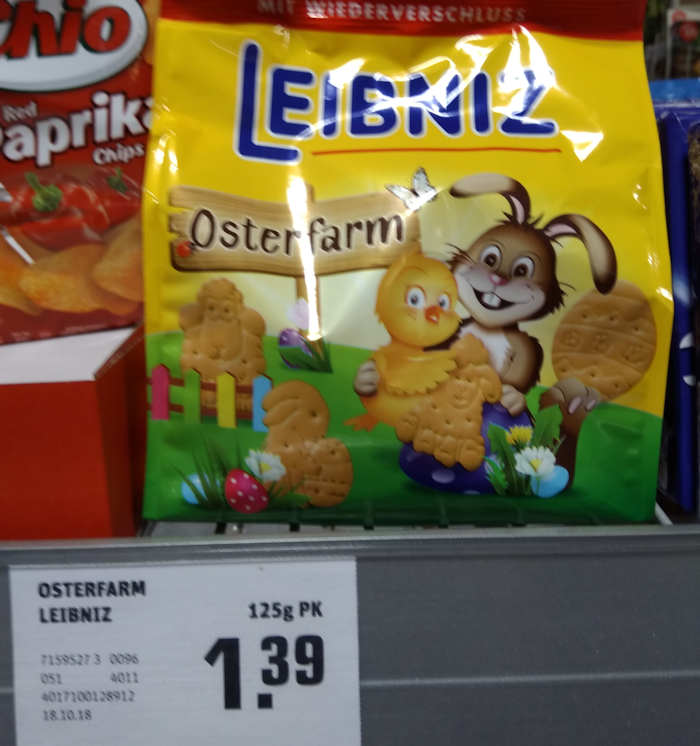 MIT WIEDERVERSCHLUSS
LEIBNIZ
Osterfarm
Chio
Red
Paprika
Chips
OSTERFARM
LEIBNIZ
125g PK
7159527 3 0096
051 4011
4017100128912
18.10.18
1.39